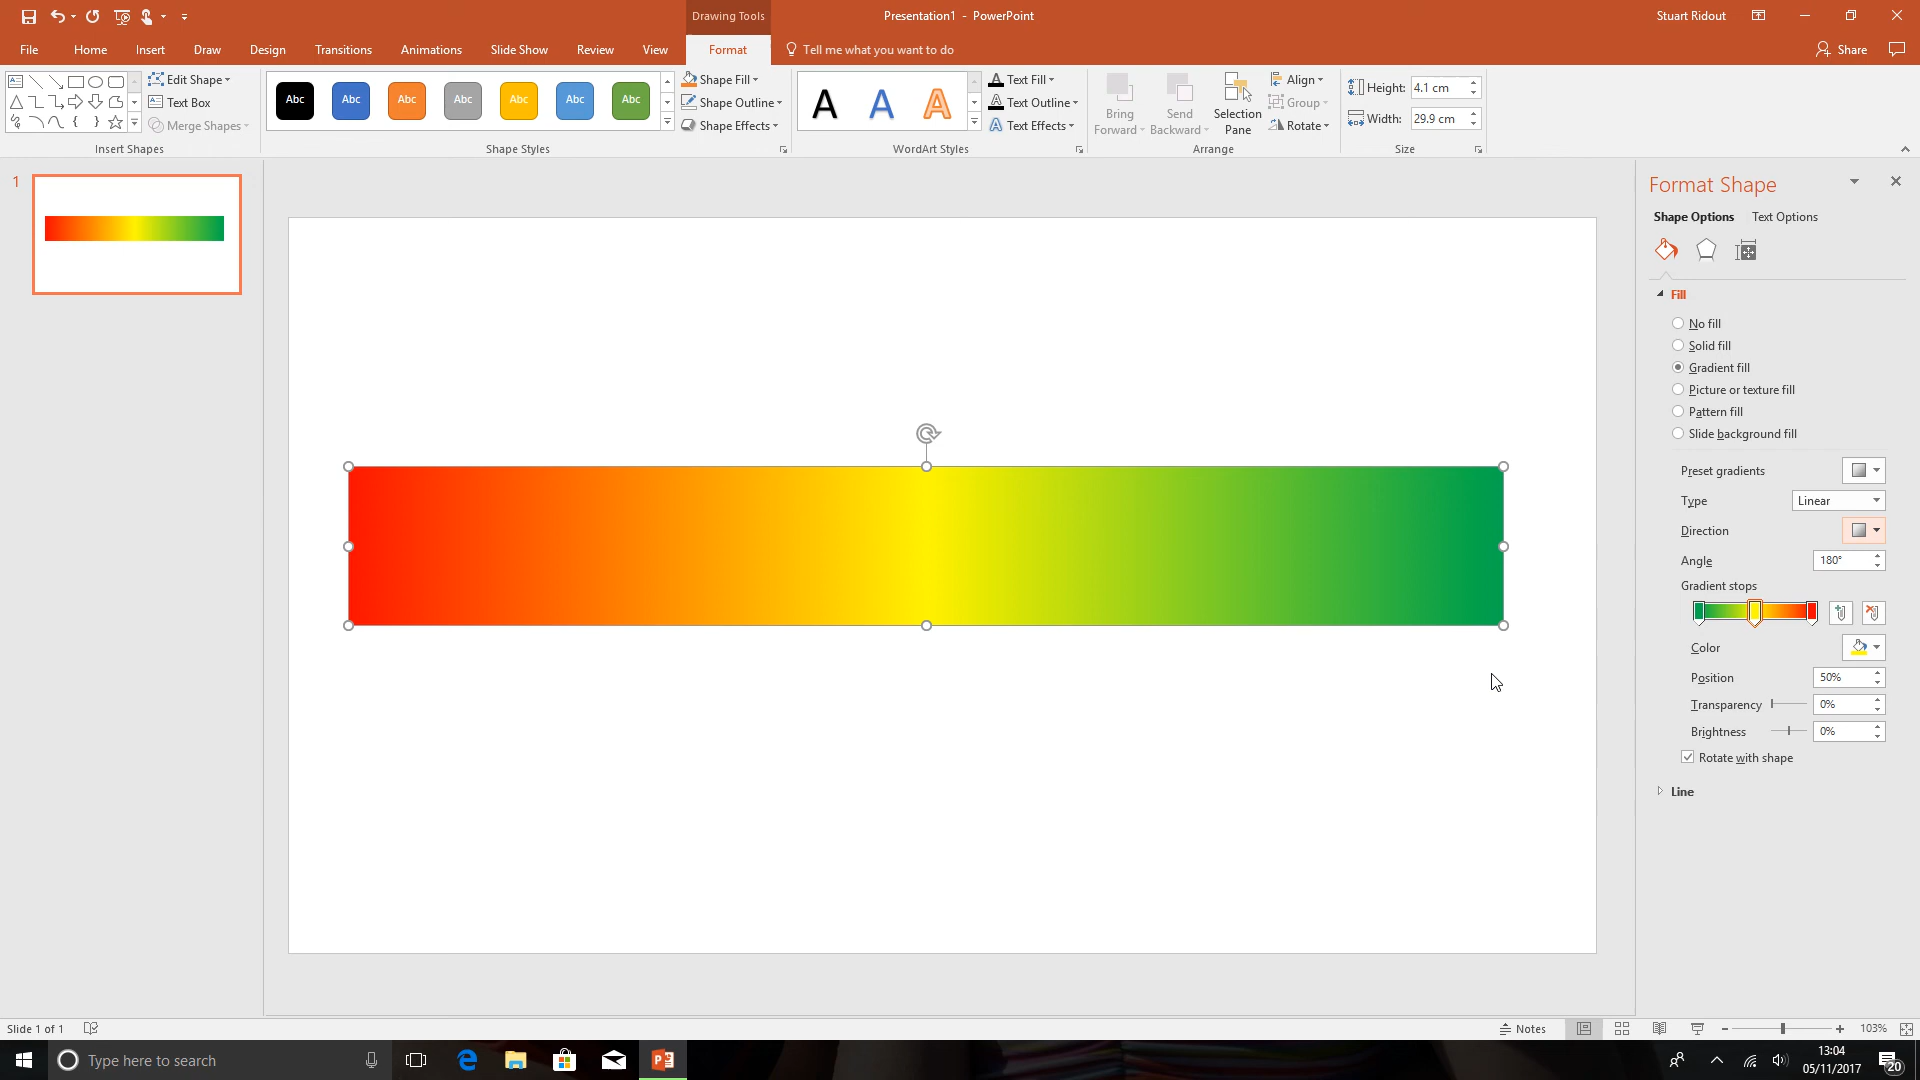 Drawing Tools
Presentation1 - PowerPoint
Stuart Ridout
File Home Insert Draw Design Transitions Animations Slide Show Review View Format Tell me what you want to do
Share
Edit Shape
Text Box
Merge Shapes
Insert Shapes
Abc Abc Abc Abc Abc Abc Abc
Shape Fill
Shape Outline
Shape Effects
Shape Styles
A A A
Text Fill
Text Outline
Text Effects
WordArt Styles
Bring
Forward
Send
Backward
Selection
Pane
Align
Group
Rotate
Arrange
Height: 4.1 cm
Width: 29.9 cm
Size
1
Format Shape
Shape Options Text Options
Fill
No fill
Solid fill
Gradient fill
Picture or texture fill
Pattern fill
Slide background fill
Preset gradients
Type Linear
Direction
Angle 180°
Gradient stops
Color
Position 50%
Transparency 0%
Brightness 0%
Rotate with shape
Line
Slide 1 of 1
Notes
103%
Type here to search
13:04
05/11/2017
20